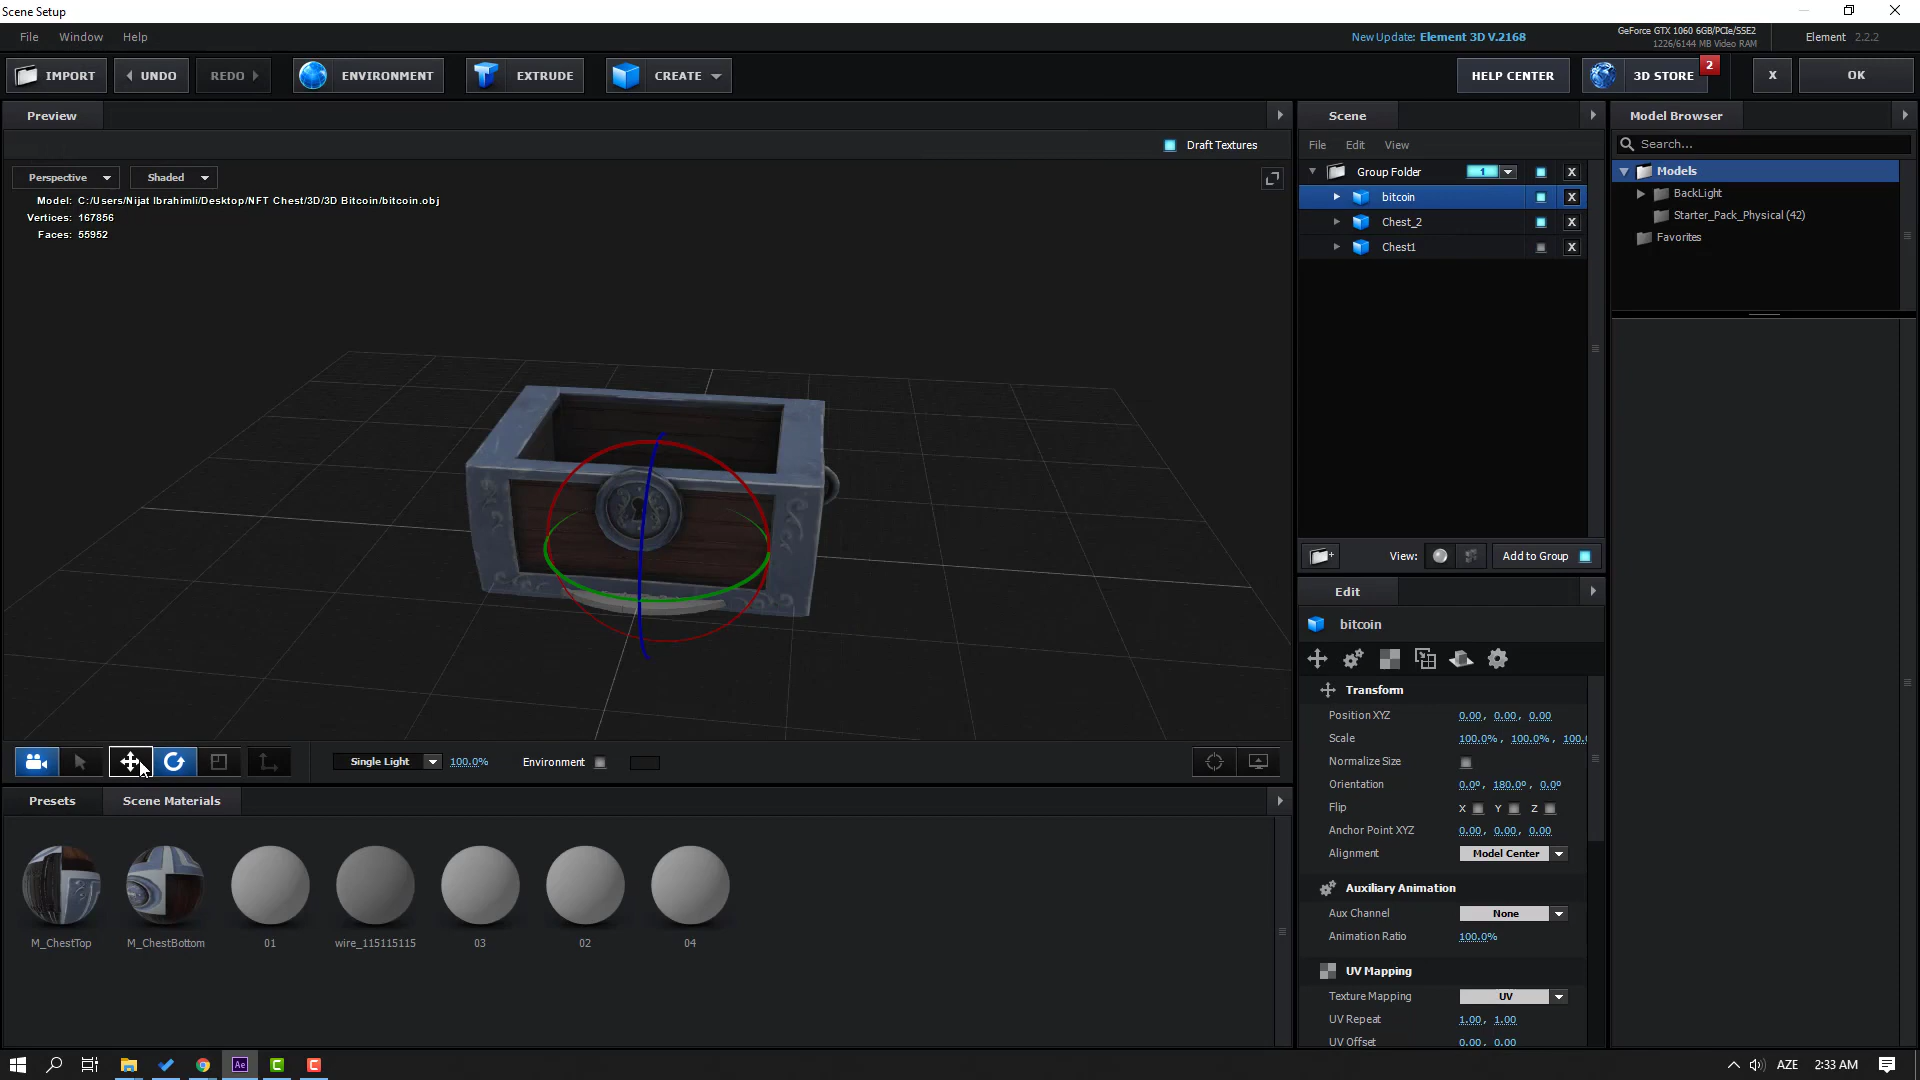 Scene Setup
File Window Help
New Update: Element 3D V.2168
GeForce GTX 1060 6GB/PCIe/SSE2
1226/6144 MB Video RAM
Element 2.2.2
IMPORT
UNDO
REDO
ENVIRONMENT
EXTRUDE
CREATE
HELP CENTER
3D STORE
2
X
OK
Preview
Draft Textures
Perspective
Shaded
Model: C:/Users/Nijat Ibrahimli/Desktop/NFT Chest/3D/3D Bitcoin/bitcoin.obj
Vertices: 167856
Faces: 55952
Scene
File Edit View
Group Folder 1 X
bitcoin X
Chest_2 X
Chest1 X
View:
Add to Group
Model Browser
Search...
Models
BackLight
Starter_Pack_Physical (42)
Favorites
Edit
bitcoin
Transform
Position XYZ 0.00, 0.00, 0.00
Scale 100.0%, 100.0%, 100.
Normalize Size
Orientation 0.0º, 180.0º, 0.0º
Flip X Y Z
Anchor Point XYZ 0.00, 0.00, 0.00
Alignment Model Center
Auxiliary Animation
Aux Channel None
Animation Ratio 100.0%
UV Mapping
Texture Mapping UV
UV Repeat 1.00, 1.00
UV Offset 0.00, 0.00
Single Light
100.0%
Environment
Presets
Scene Materials
M_ChestTop
M_ChestBottom
01
wire_115115115
03
02
04
Ae
C
C
AZE
2:33 AM